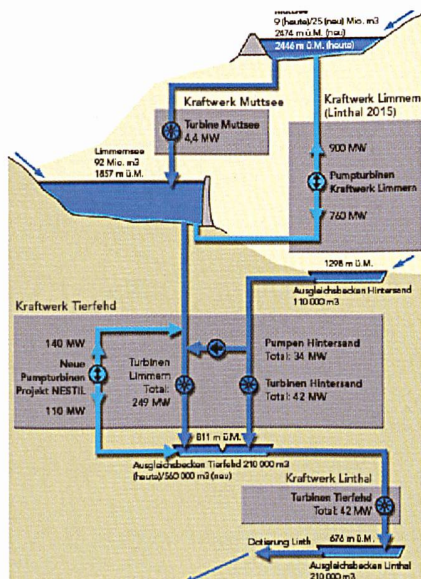 Muttsee
9 (heute)/25 (neu) Mio. m3
2474 m ü.M. (neu)
2446 m ü.M. (heute)
Kraftwerk Muttsee
Turbine Muttsee
4,4 MW
Kraftwerk Limmern
(Linthal 2015)
900 MW
Pumpturbinen
Kraftwerk Limmern
760 MW
Limmernsee
92 Mio. m3
1857 m ü.M.
1298 m ü.M.
Ausgleichsbecken Hintersand
110 000 m3
Kraftwerk Tierfehd
140 MW
Neue
Pumpturbinen
Projekt NESTIL
110 MW
Turbinen
Limmern
Total:
249 MW
Pumpen Hintersand
Total: 34 MW
Turbinen Hintersand
Total: 42 MW
811 m ü.M.
Ausgleichsbecken Tierfehd 210 000 m3
(heute)/560 000 m3 (neu)
Kraftwerk Linthal
Turbinen Tierfehd
Total: 42 MW
Dotierung Linth
676 m ü.M.
Ausgleichsbecken Linthal
210 000 m3